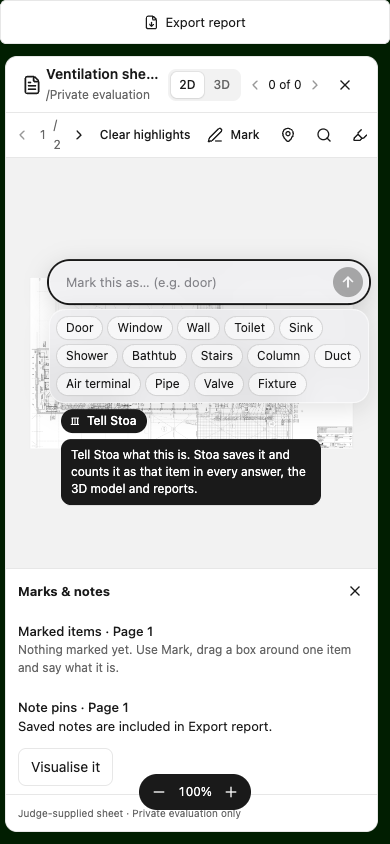 Export report
Ventilation she...
/Private evaluation
2D 3D
0 of 0
1 / 2
Clear highlights
Mark
Mark this as... (e.g. door)
Door Window Wall Toilet Sink
Shower Bathtub Stairs Column Duct
Air terminal Pipe Valve Fixture
Tell Stoa
Tell Stoa what this is. Stoa saves it and
counts it as that item in every answer, the
3D model and reports.
Marks & notes
Marked items · Page 1
Nothing marked yet. Use Mark, drag a box around one item
and say what it is.
Note pins · Page 1
Saved notes are included in Export report.
Visualise it
100%
Judge-supplied sheet · Private evaluation only